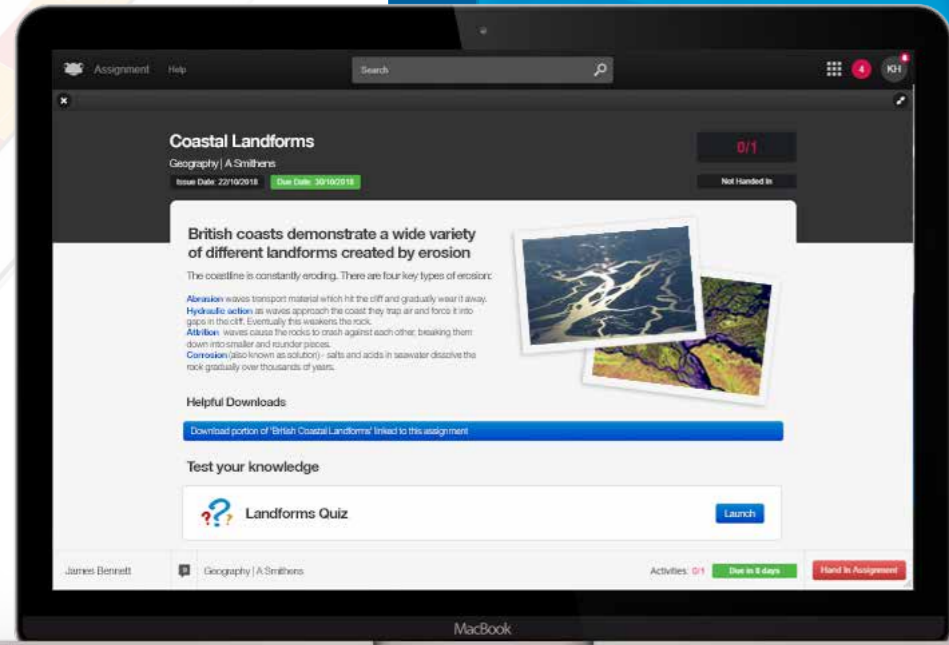 Assignment Help Search 4 KH
Coastal Landforms
0/1
Geography | A Smithens
Issue Date: 22/10/2018 Due Date: 30/10/2018 Not Handed In
British coasts demonstrate a wide variety
of different landforms created by erosion
The coastline is constantly eroding. There are four key types of erosion:
Abrasion waves transport material which hit the cliff and gradually wear it away.
Hydraulic action as waves approach the coast they trap air and force it into
gaps in the cliff. Eventually this weakens the rock.
Attrition waves cause the rocks to crash against each other, breaking them
down into smaller and rounder pieces.
Corrosion (also known as solution) - salts and acids in seawater dissolve the
rock gradually over thousands of years.
Helpful Downloads
Download portion of 'British Coastal Landforms' linked to this assignment
Test your knowledge
Landforms Quiz Launch
James Bennett Geography | A Smithens Activities: 0/1 Due in 8 days Hand In Assignment
MacBook